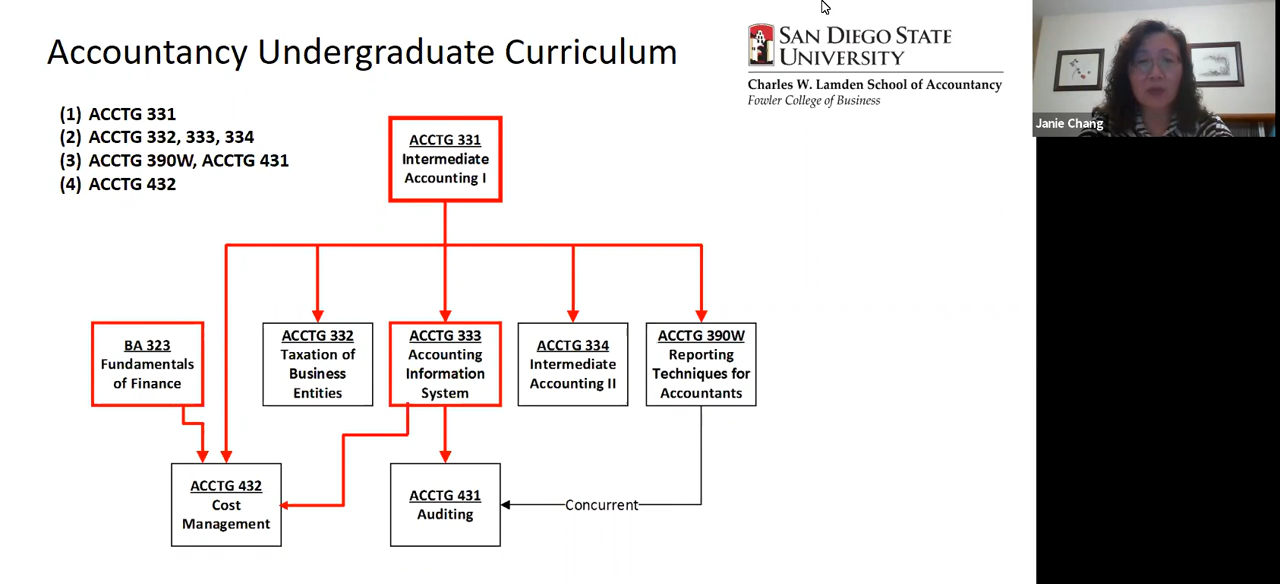 Accountancy Undergraduate Curriculum
SAN DIEGO STATE
UNIVERSITY
Charles W. Lamden School of Accountancy
Fowler College of Business
Janie Chang
(1) ACCTG 331
(2) ACCTG 332, 333, 334
(3) ACCTG 390W, ACCTG 431
(4) ACCTG 432
ACCTG 331
Intermediate
Accounting I
BA 323
Fundamentals
of Finance
ACCTG 332
Taxation of
Business
Entities
ACCTG 333
Accounting
Information
System
ACCTG 334
Intermediate
Accounting II
ACCTG 390W
Reporting
Techniques for
Accountants
ACCTG 432
Cost
Management
ACCTG 431
Auditing
Concurrent